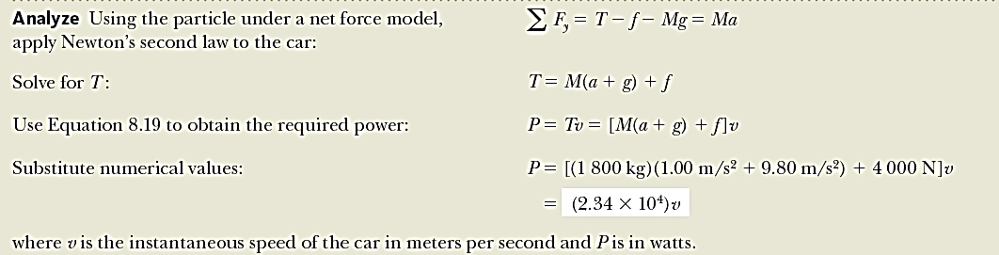 Analyze Using the particle under a net force model,
apply Newton's second law to the car:
∑ Fy = T − f − Mg = Ma
Solve for T:
T = M(a + g) + f
Use Equation 8.19 to obtain the required power:
P = Tv = [M(a + g) + f]v
Substitute numerical values:
P = [(1 800 kg)(1.00 m/s² + 9.80 m/s²) + 4 000 N]v
= (2.34 × 10⁴)v
where v is the instantaneous speed of the car in meters per second and P is in watts.